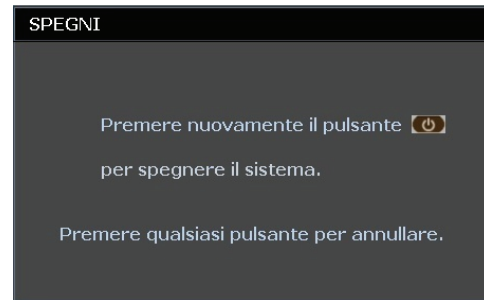 SPEGNI
Premere nuovamente il pulsante
per spegnere il sistema.
Premere qualsiasi pulsante per annullare.